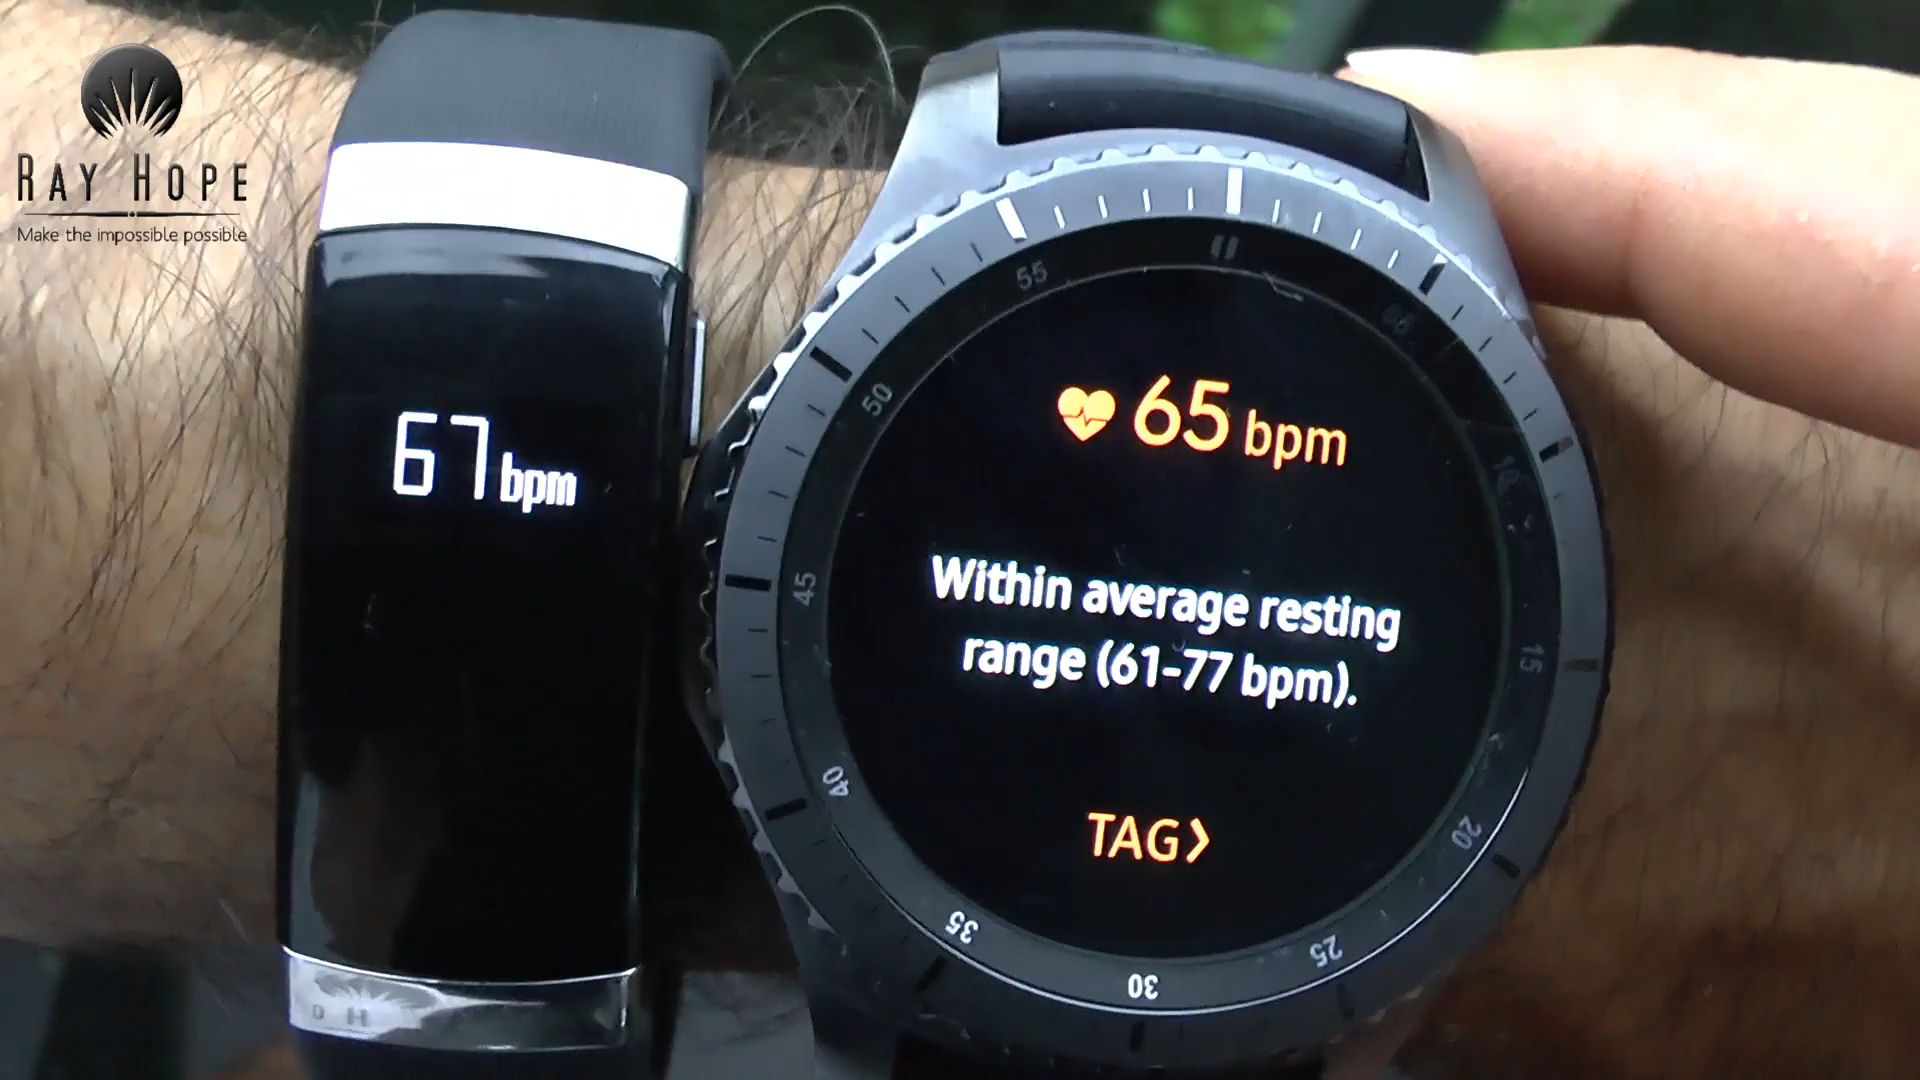 RAY HOPE
Make the impossible possible
67 bpm
65 bpm
Within average resting
range (61-77 bpm).
TAG>
55
50
45
40
35
30
25
20
15
10